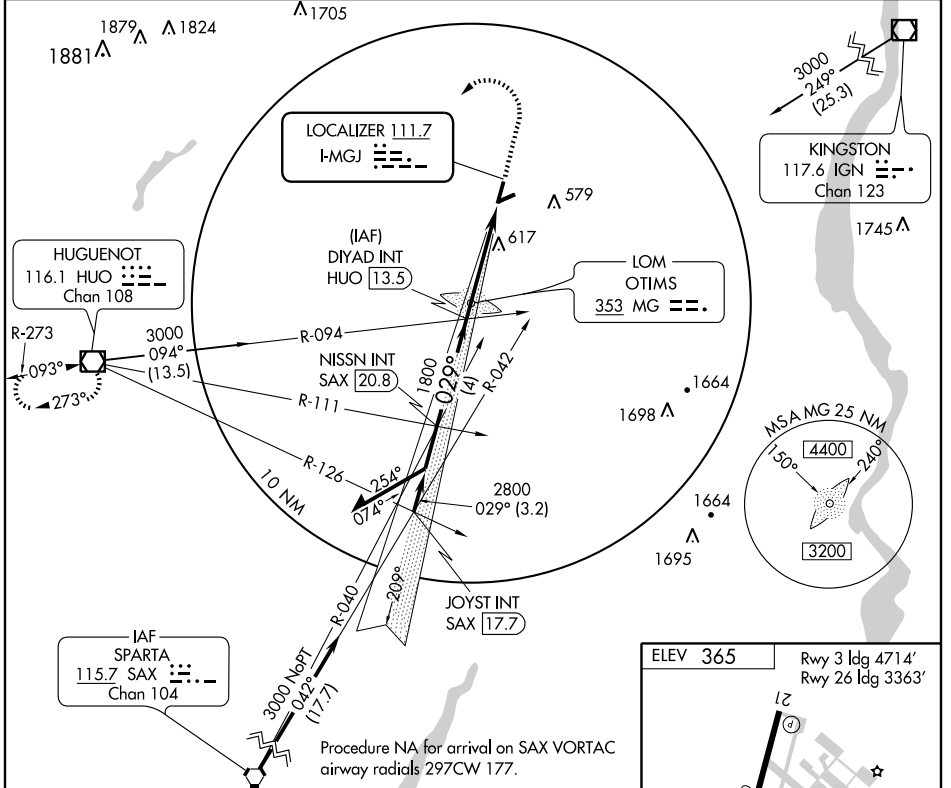 1705
1879
1824
1881
3000
249°
(25.3)
LOCALIZER 111.7
I-MGJ
KINGSTON
117.6 IGN
Chan 123
579
617
1745
(IAF)
DIYAD INT
HUO 13.5
LOM
OTIMS
353 MG
HUGUENOT
116.1 HUO
Chan 108
R-273
093°
273°
3000
094°
(13.5)
R-094
NISSN INT
SAX 20.8
1800
029°
(4)
R-042
R-111
R-126
1664
1698
MSA MG 25 NM
150°
4400
240°
3200
254°
074°
2800
029° (3.2)
10 NM
1664
1695
209°
R-040
JOYST INT
SAX 17.7
IAF
SPARTA
115.7 SAX
Chan 104
3000 NoPT
042°
(17.7)
Procedure NA for arrival on SAX VORTAC
airway radials 297CW 177.
ELEV 365
Rwy 3 ldg 4714'
Rwy 26 ldg 3363'
21
P